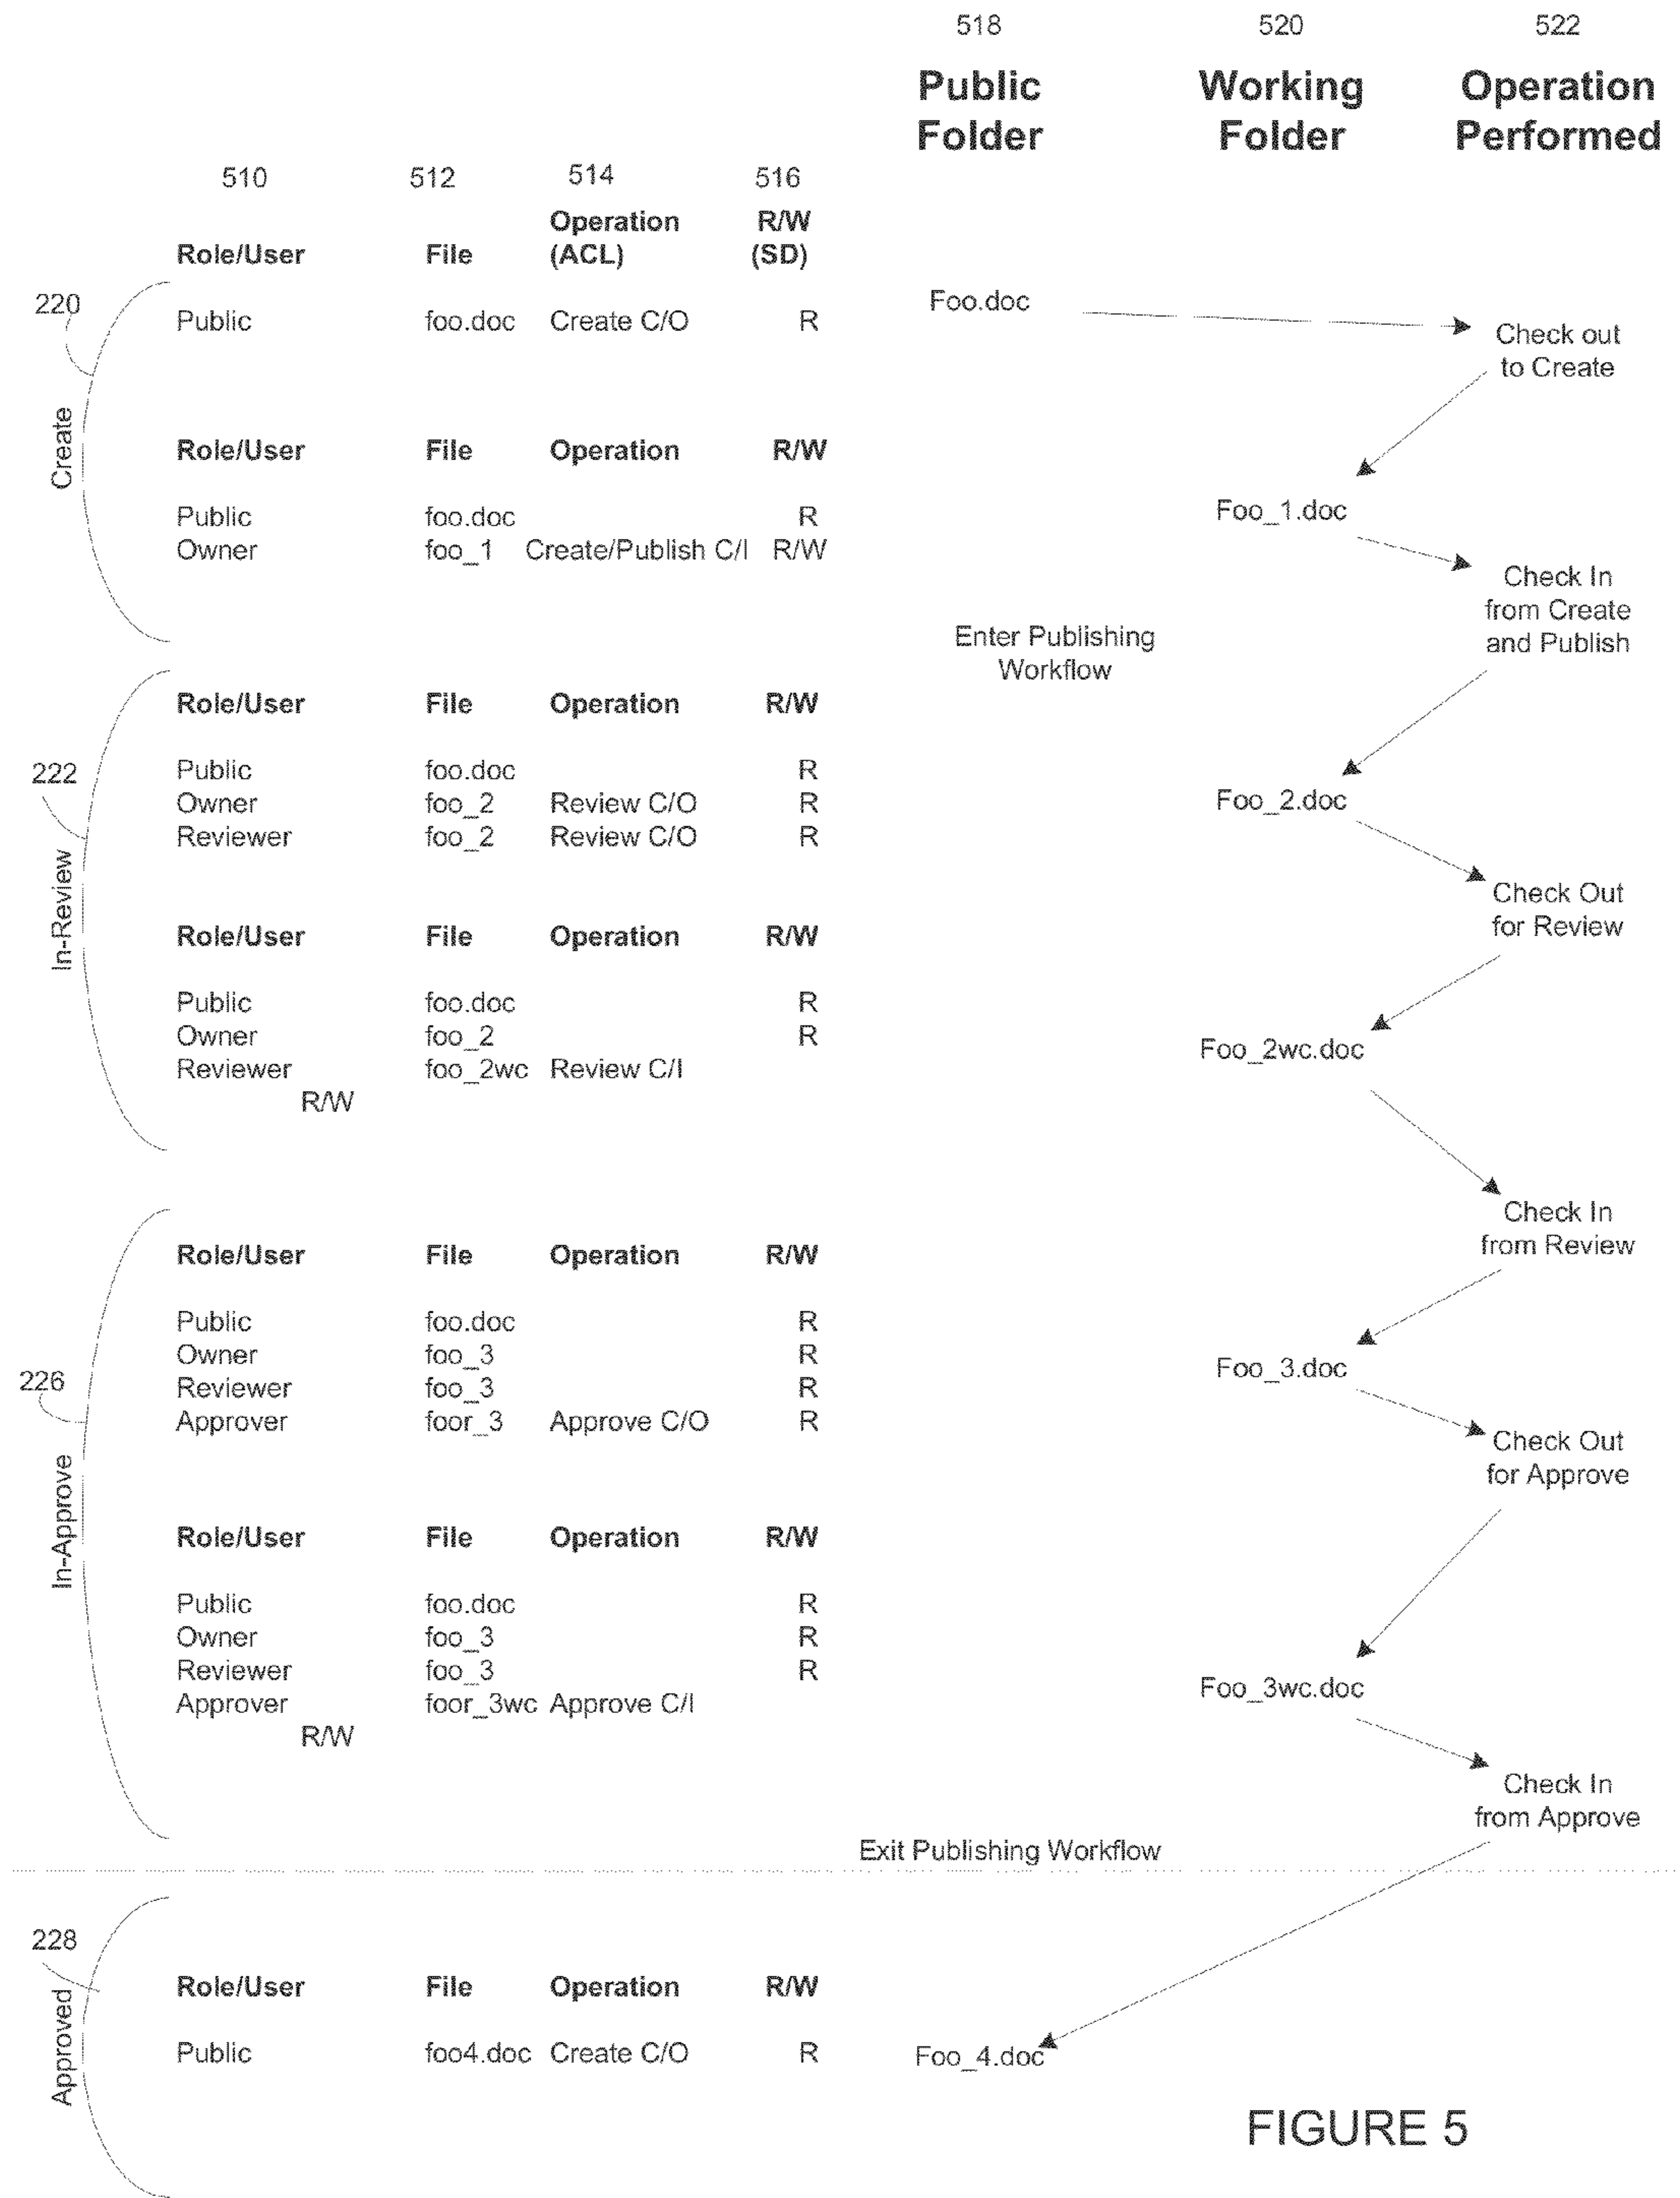 518 520 522
Public Working Operation
Folder Folder Performed
510 512 514 516
Operation R/W
Role/User File (ACL) (SD)
220
Foo.doc
Public foo.doc Create C/O R
Check out
to Create
Create
Role/User File Operation R/W
Foo_1.doc
Public foo.doc R
Owner foo_1 Create/Publish C/I R/W
Check In
from Create
and Publish
Enter Publishing
Workflow
Role/User File Operation R/W
222
Public foo.doc R
Owner foo_2 Review C/O R
Reviewer foo_2 Review C/O R
Foo_2.doc
Check Out
for Review
In-Review
Role/User File Operation R/W
Public foo.doc R
Owner foo_2 R
Reviewer foo_2wc Review C/I
R/W
Foo_2wc.doc
Check In
from Review
Role/User File Operation R/W
226
Public foo.doc R
Owner foo_3 R
Reviewer foo_3 R
Approver foor_3 Approve C/O R
Foo_3.doc
Check Out
for Approve
In-Approve
Role/User File Operation R/W
Public foo.doc R
Owner foo_3 R
Reviewer foo_3 R
Approver foor_3wc Approve C/I
R/W
Foo_3wc.doc
Check In
from Approve
Exit Publishing Workflow
228
Approved
Role/User File Operation R/W
Public foo4.doc Create C/O R
Foo_4.doc
FIGURE 5